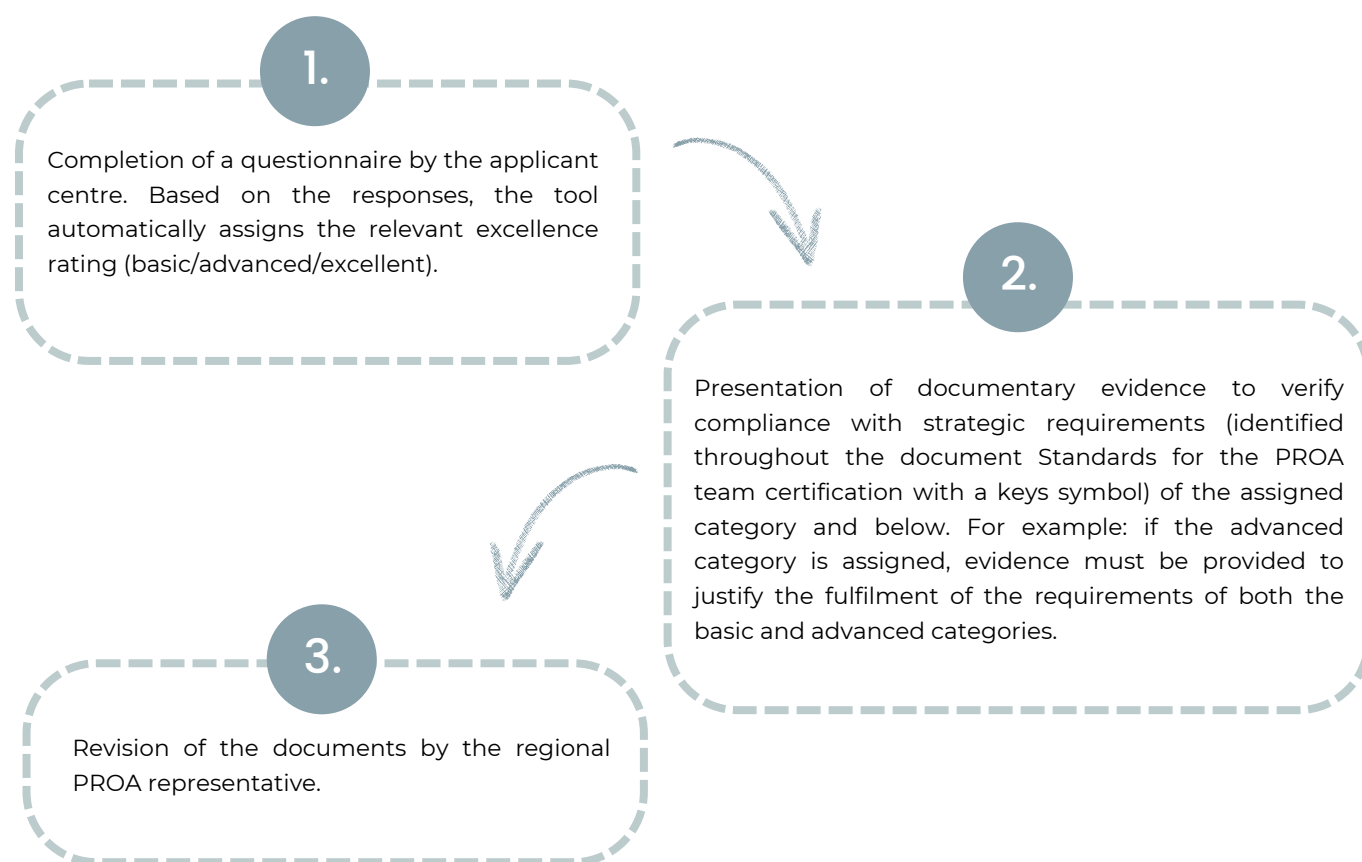 1.
Completion of a questionnaire by the applicant
centre. Based on the responses, the tool
automatically assigns the relevant excellence
rating (basic/advanced/excellent).
2.
Presentation of documentary evidence to verify
compliance with strategic requirements (identified
throughout the document Standards for the PROA
team certification with a keys symbol) of the assigned
category and below. For example: if the advanced
category is assigned, evidence must be provided to
justify the fulfilment of the requirements of both the
basic and advanced categories.
3.
Revision of the documents by the regional
PROA representative.